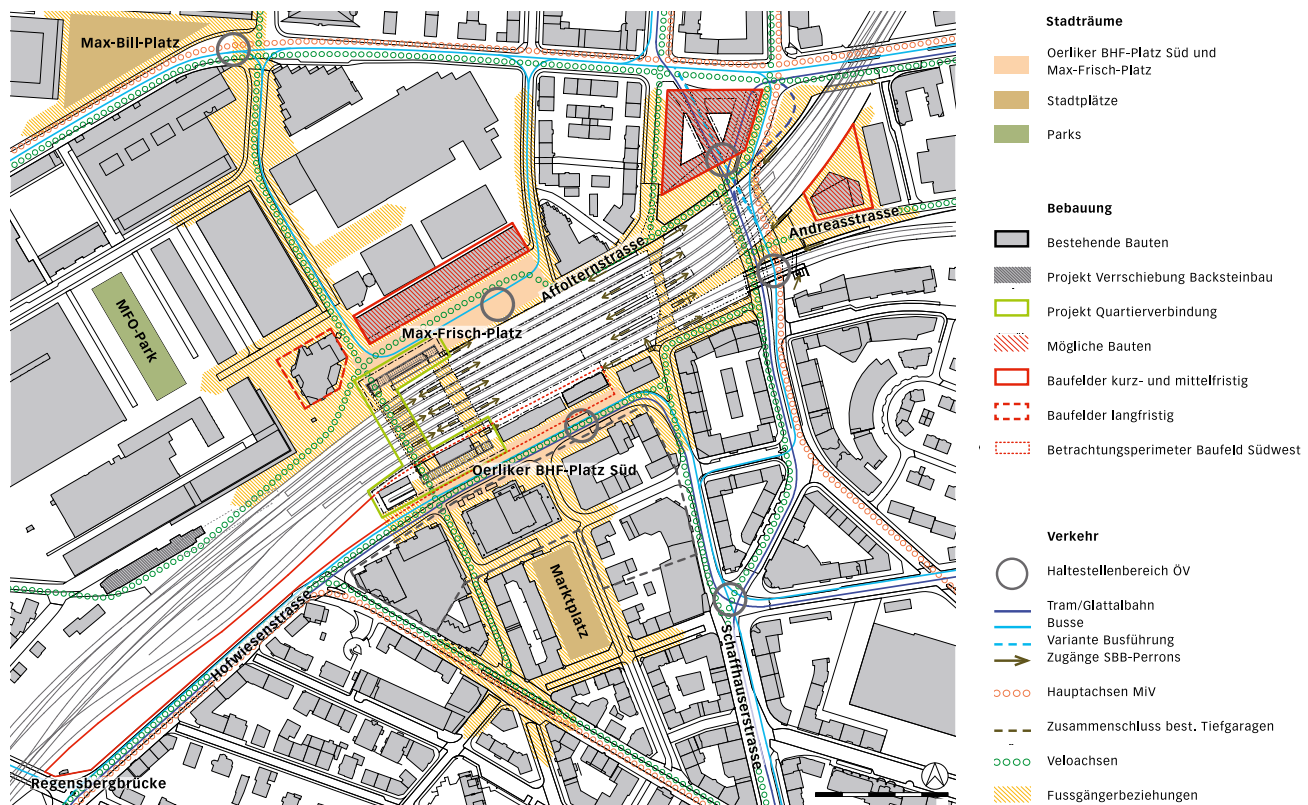 Max-Bill-Platz
MFO-Park
Max-Frisch-Platz
Affolternstrasse
Andreasstrasse
Oerliker BHF-Platz Süd
Marktplatz
Hofwiesenstrasse
Schaffhauserstrasse
Regensbergbrücke
Stadträume
Oerliker BHF-Platz Süd und
Max-Frisch-Platz
Stadtplätze
Parks
Bebauung
Bestehende Bauten
Projekt Verrschiebung Backsteinbau
Projekt Quartierverbindung
Mögliche Bauten
Baufelder kurz- und mittelfristig
Baufelder langfristig
Betrachtungsperimeter Baufeld Südwest
Verkehr
Haltestellenbereich ÖV
Tram/Glattalbahn
Busse
Variante Busführung
Zugänge SBB-Perrons
Hauptachsen MiV
Zusammenschluss best. Tiefgaragen
Veloachsen
Fussgängerbeziehungen